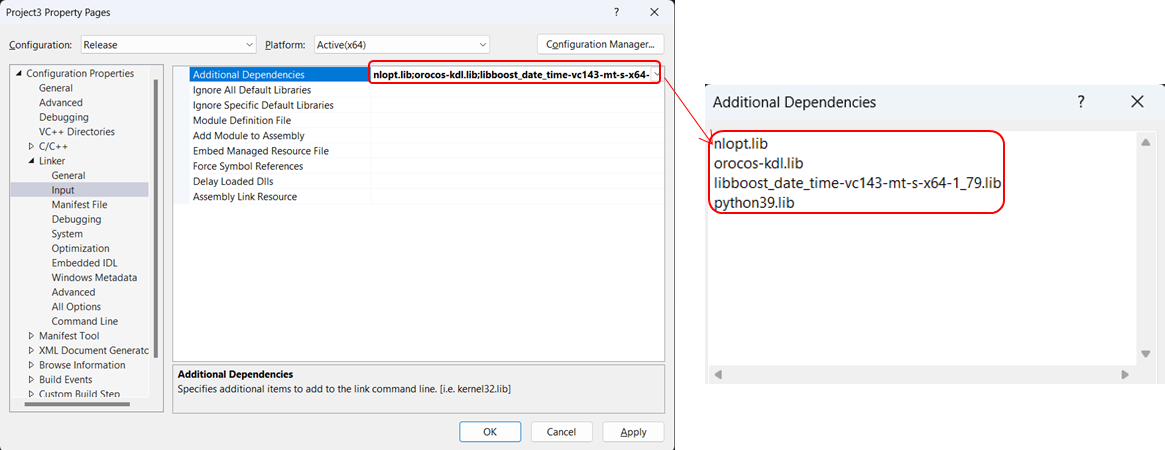 Project3 Property Pages
?
Configuration: Release
Platform: Active(x64)
Configuration Manager...
Configuration Properties
General
Advanced
Debugging
VC++ Directories
C/C++
Linker
General
Input
Manifest File
Debugging
System
Optimization
Embedded IDL
Windows Metadata
Advanced
All Options
Command Line
Manifest Tool
XML Document Generato
Browse Information
Build Events
Custom Build Step
Additional Dependencies nlopt.lib;orocos-kdl.lib;libboost_date_time-vc143-mt-s-x64-
Ignore All Default Libraries
Ignore Specific Default Libraries
Module Definition File
Add Module to Assembly
Embed Managed Resource File
Force Symbol References
Delay Loaded Dlls
Assembly Link Resource
Additional Dependencies
Specifies additional items to add to the link command line. [i.e. kernel32.lib]
OK
Cancel
Apply
Additional Dependencies
?
nlopt.lib
orocos-kdl.lib
libboost_date_time-vc143-mt-s-x64-1_79.lib
python39.lib